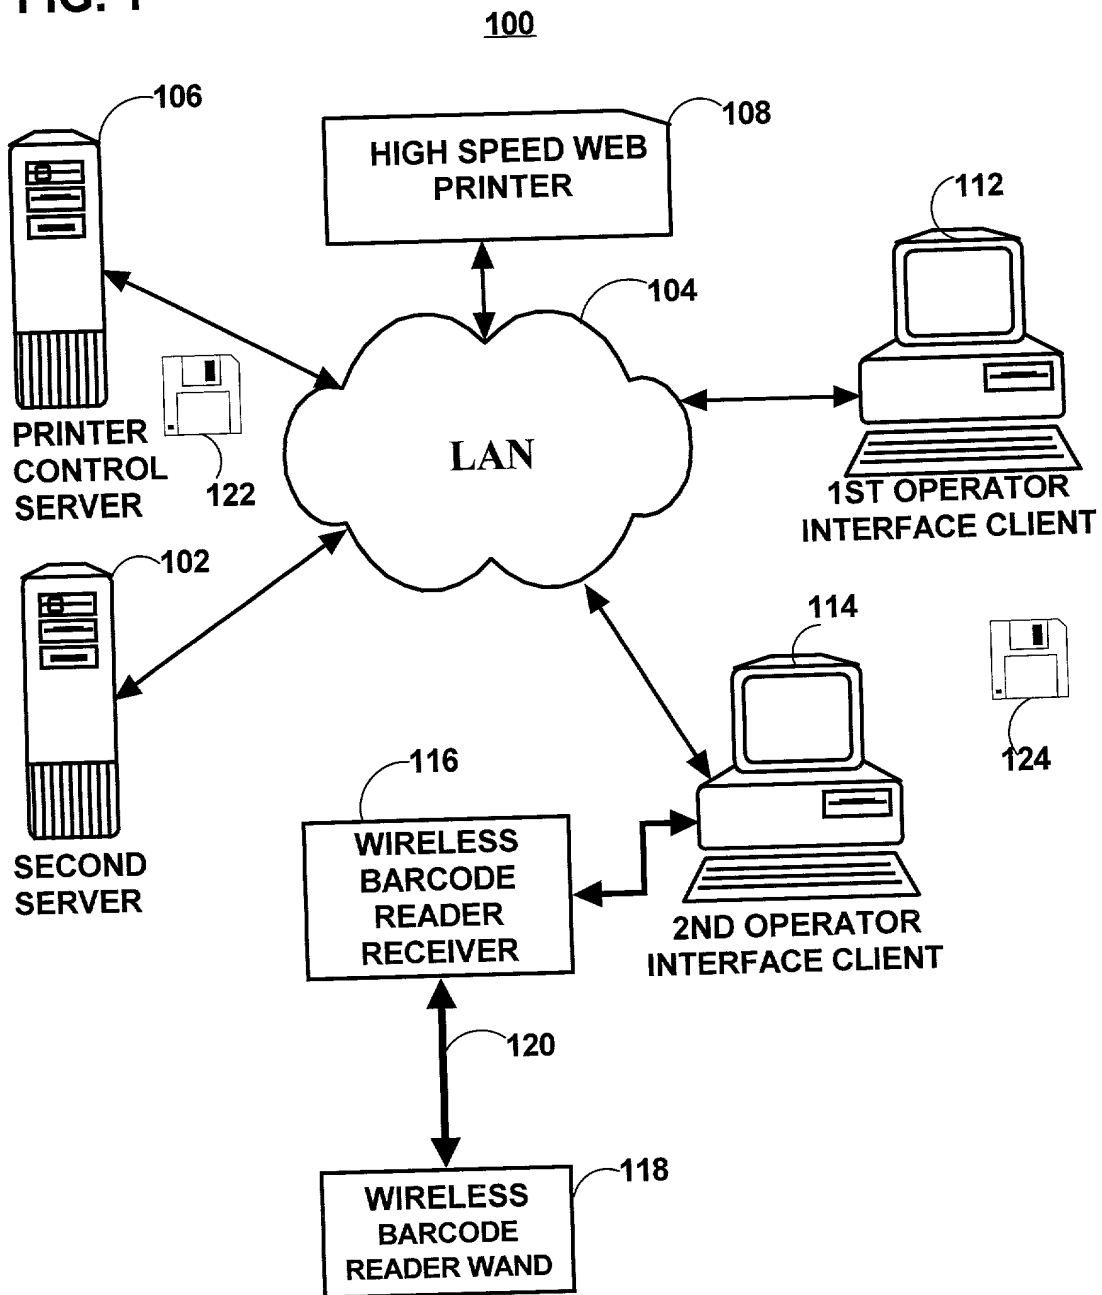 FIG. 1
100
106
108
HIGH SPEED WEB
PRINTER
112
104
LAN
PRINTER
CONTROL
SERVER
122
1ST OPERATOR
INTERFACE CLIENT
102
114
124
116
WIRELESS
BARCODE
READER
RECEIVER
SECOND
SERVER
2ND OPERATOR
INTERFACE CLIENT
120
118
WIRELESS
BARCODE
READER WAND